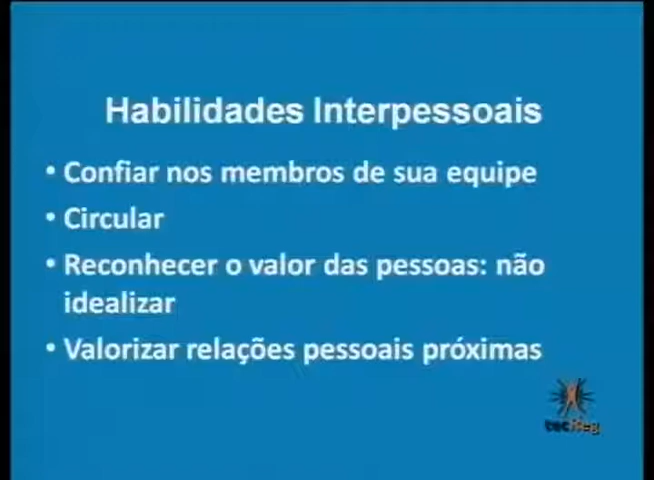 Habilidades Interpessoais
• Confiar nos membros de sua equipe
• Circular
• Reconhecer o valor das pessoas: não
idealizar
• Valorizar relações pessoais próximas